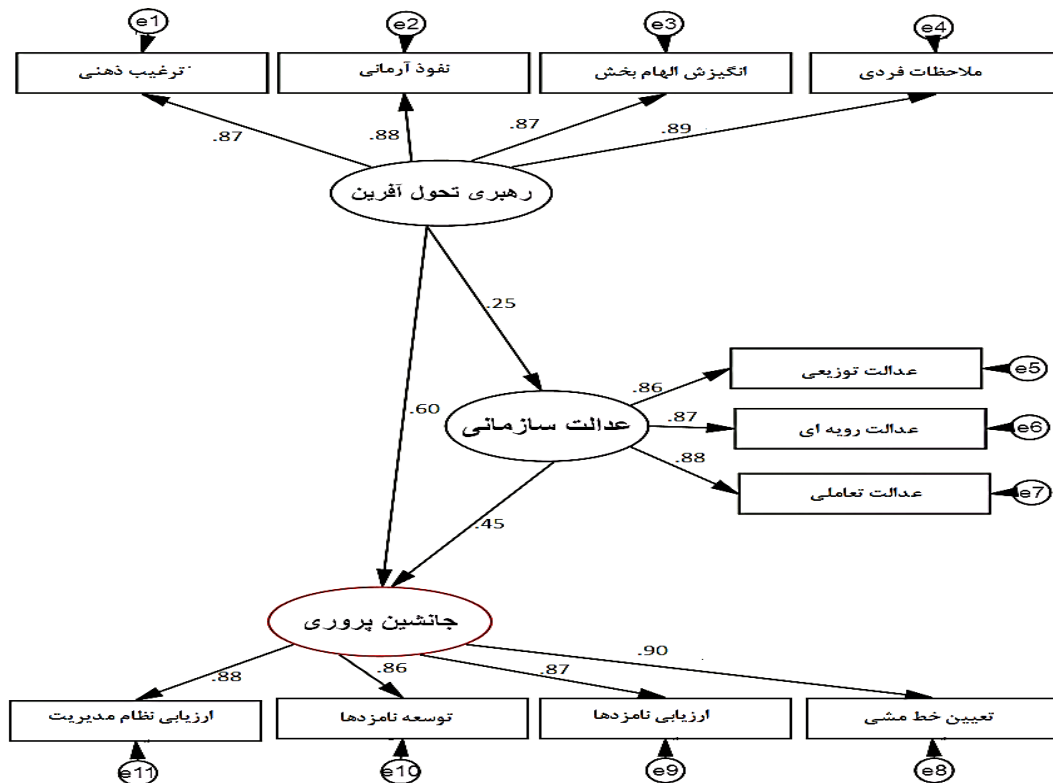 e1
e2
e3
e4
ترغیب ذهنی
نفوذ آرمانی
انگیزش الهام بخش
ملاحظات فردی
.87
.88
.87
.89
رهبری تحول آفرین
.25
.60
عدالت توزیعی
e5
.86
عدالت سازمانی
.87
عدالت رویه ای
e6
.88
عدالت تعاملی
e7
.45
جانشین پروری
.88
.86
.87
.90
ارزیابی نظام مدیریت
توسعه نامزدها
ارزیابی نامزدها
تعیین خط مشی
e11
e10
e9
e8